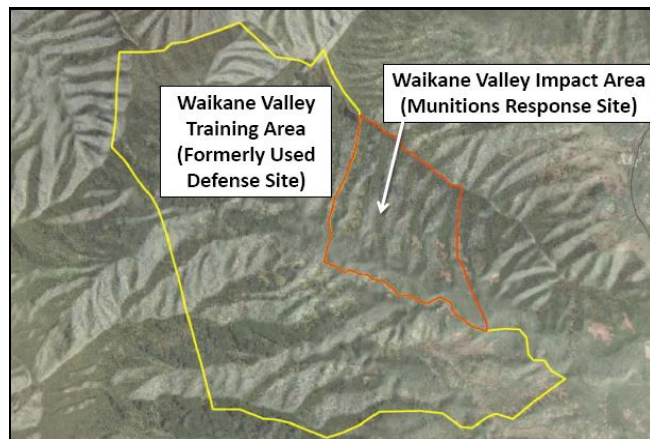 Waikane Valley
Training Area
(Formerly Used
Defense Site)
Waikane Valley Impact Area
(Munitions Response Site)